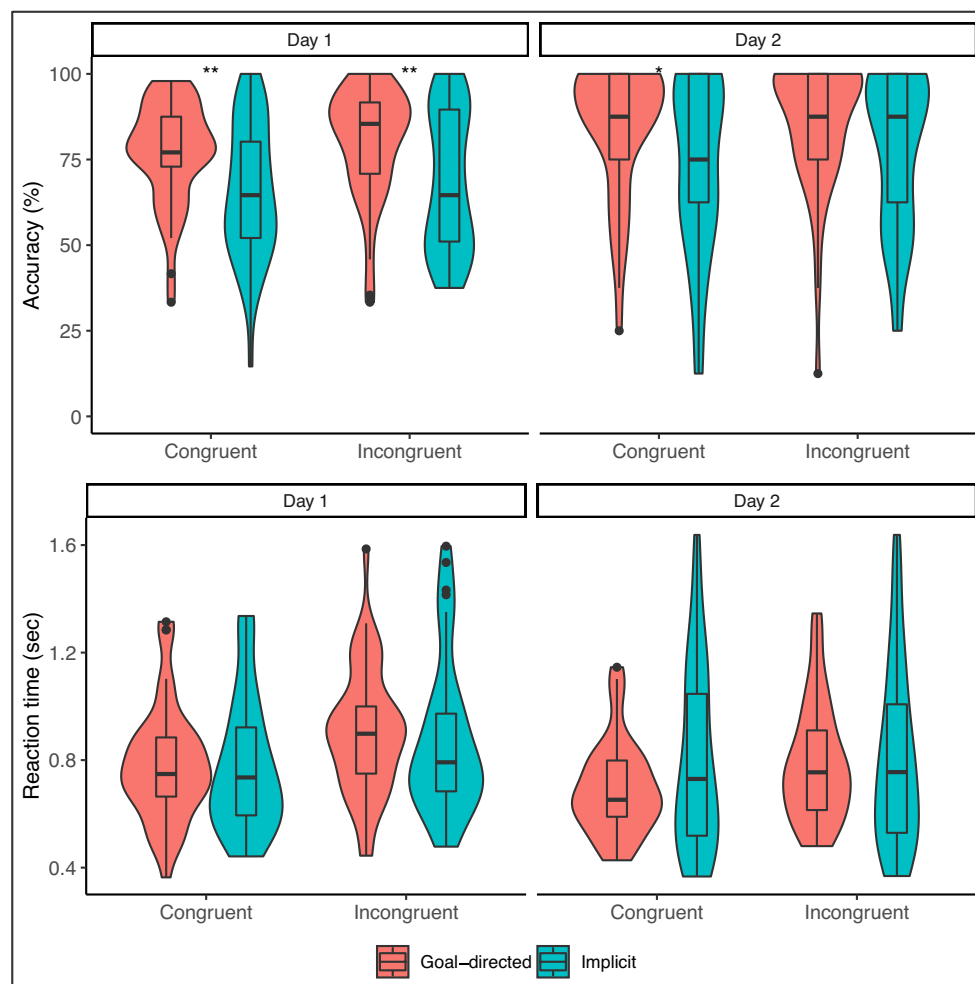 Day 1
Day 2
Accuracy (%)
100
75
50
25
0
**
**
*
Congruent
Incongruent
Congruent
Incongruent
Day 1
Day 2
Reaction time (sec)
1.6
1.2
0.8
0.4
Congruent
Incongruent
Congruent
Incongruent
Goal–directed
Implicit